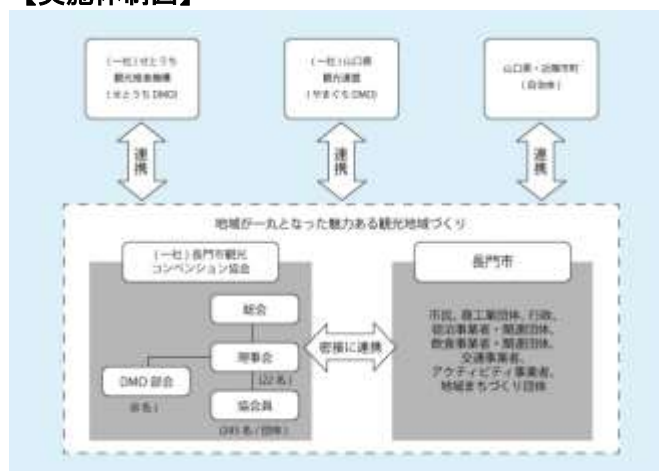 【実施体制図】
(一社)せとうち
観光推進機構
(せとうちDMO)
(一社)山口県
観光連盟
(やまぐちDMO)
山口県・近隣市町
(自治体)
連携
連携
連携
地域が一丸となった魅力ある観光地域づくり
(一社)長門市観光
コンベンション協会
総会
理事会
(22名)
DMO部会
協会員
密接に連携
長門市
市民、商工業団体、行政、
宿泊事業者・関連団体、
飲食事業者・関連団体、
交通事業者、
アクティビティ事業者、
地域まちづくり団体